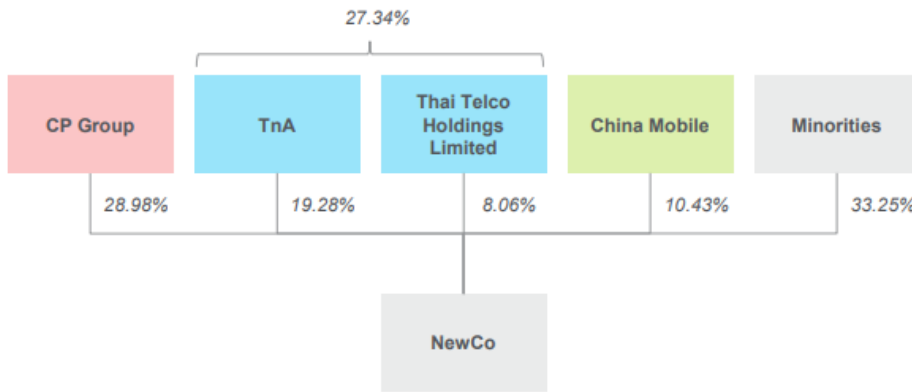 27.34%
CP Group
TnA
Thai Telco
Holdings
Limited
China Mobile
Minorities
28.98%
19.28%
8.06%
10.43%
33.25%
NewCo